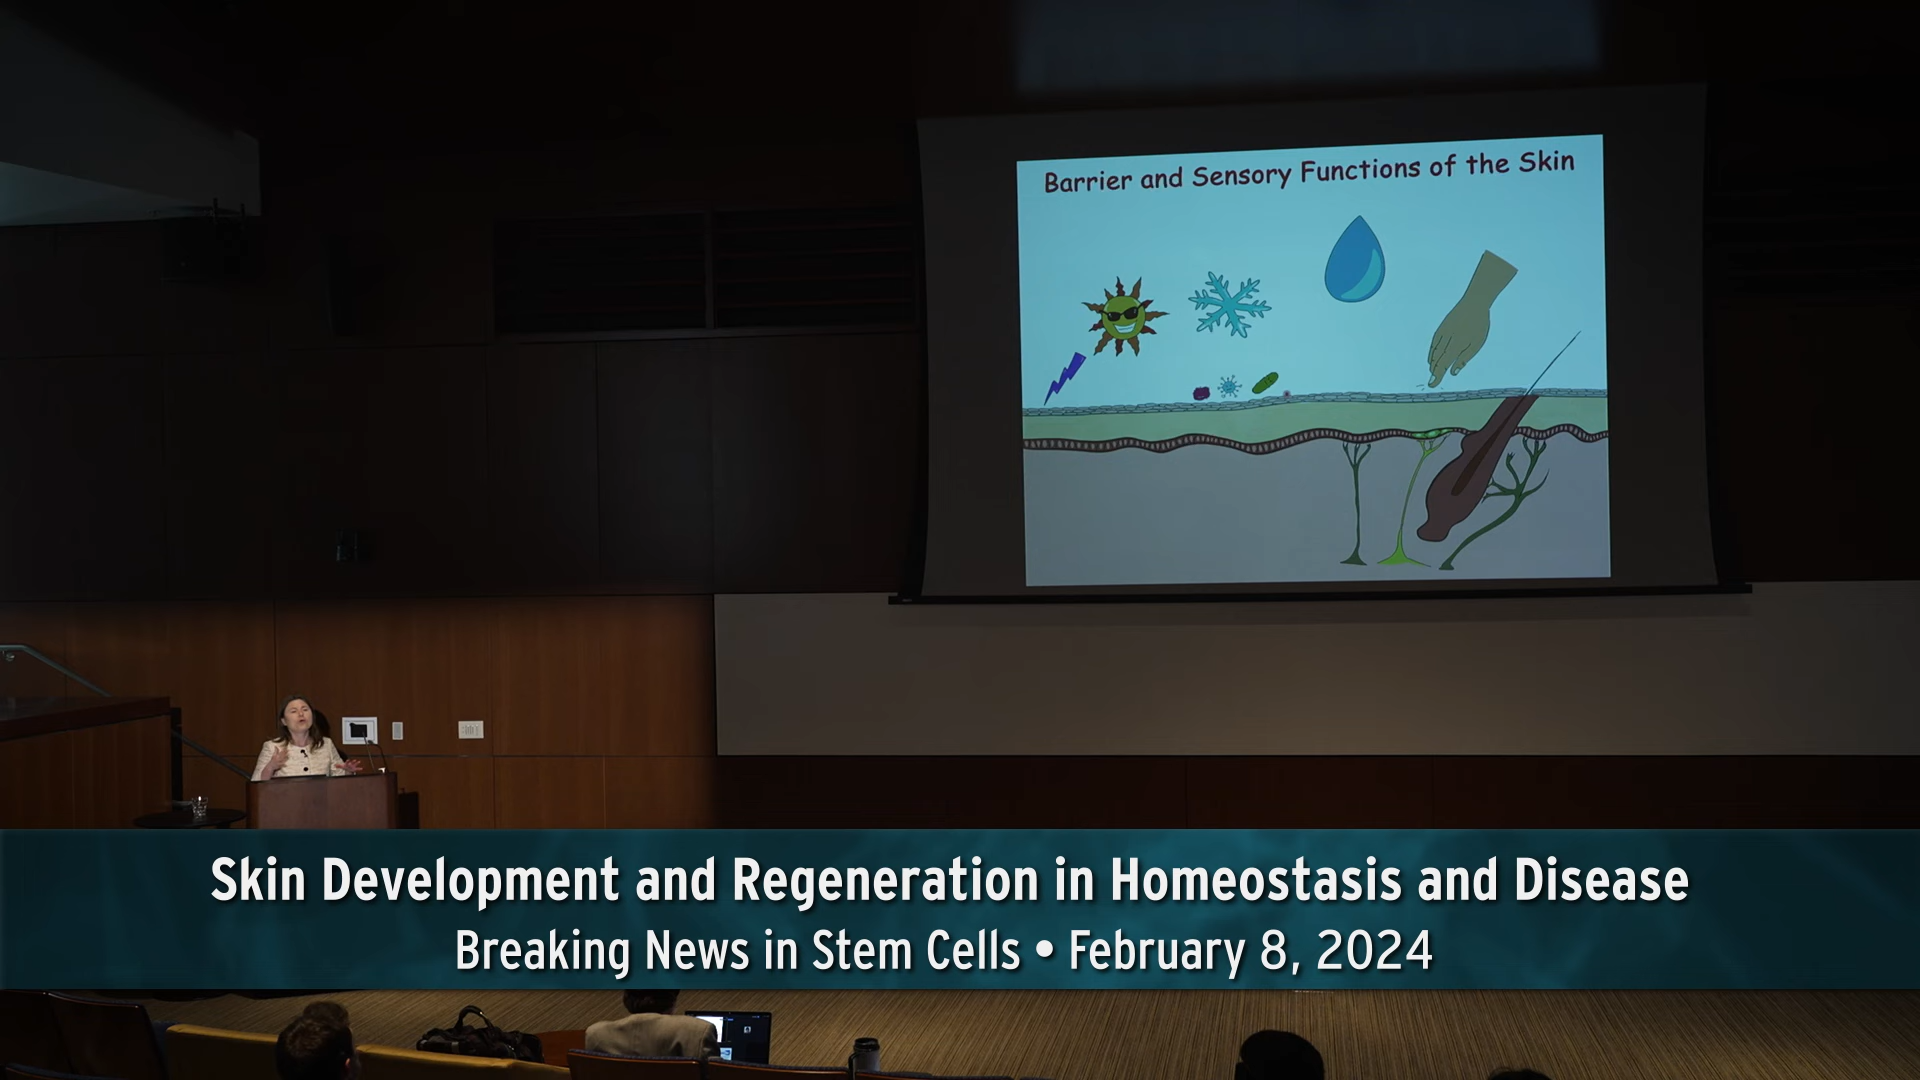 Barrier and Sensory Functions of the Skin
Skin Development and Regeneration in Homeostasis and Disease
Breaking News in Stem Cells • February 8, 2024